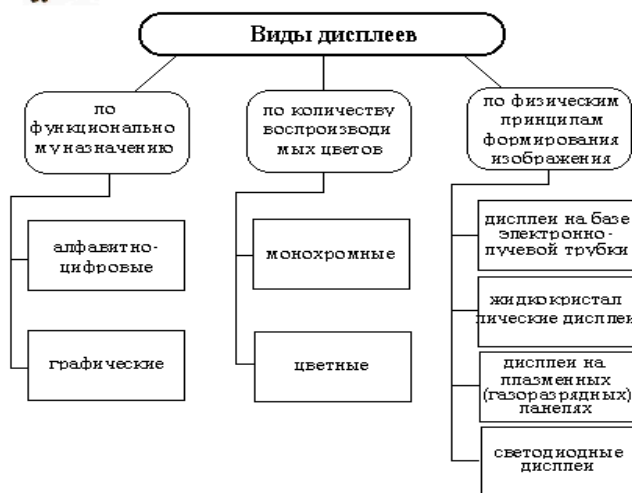 Виды дисплеев
по
функционально
му назначению
алфавитно-
цифровые
графические
по количеству
воспроизводи
мых цветов
монохромные
цветные
по физическим
принципам
формирования
изображения
дисплеи на базе
электронно-
лучевой трубки
жидкокристал
лические дисплеи
дисплеи на
плазменных
(газоразрядных)
панелях
светодиодные
дисплеи